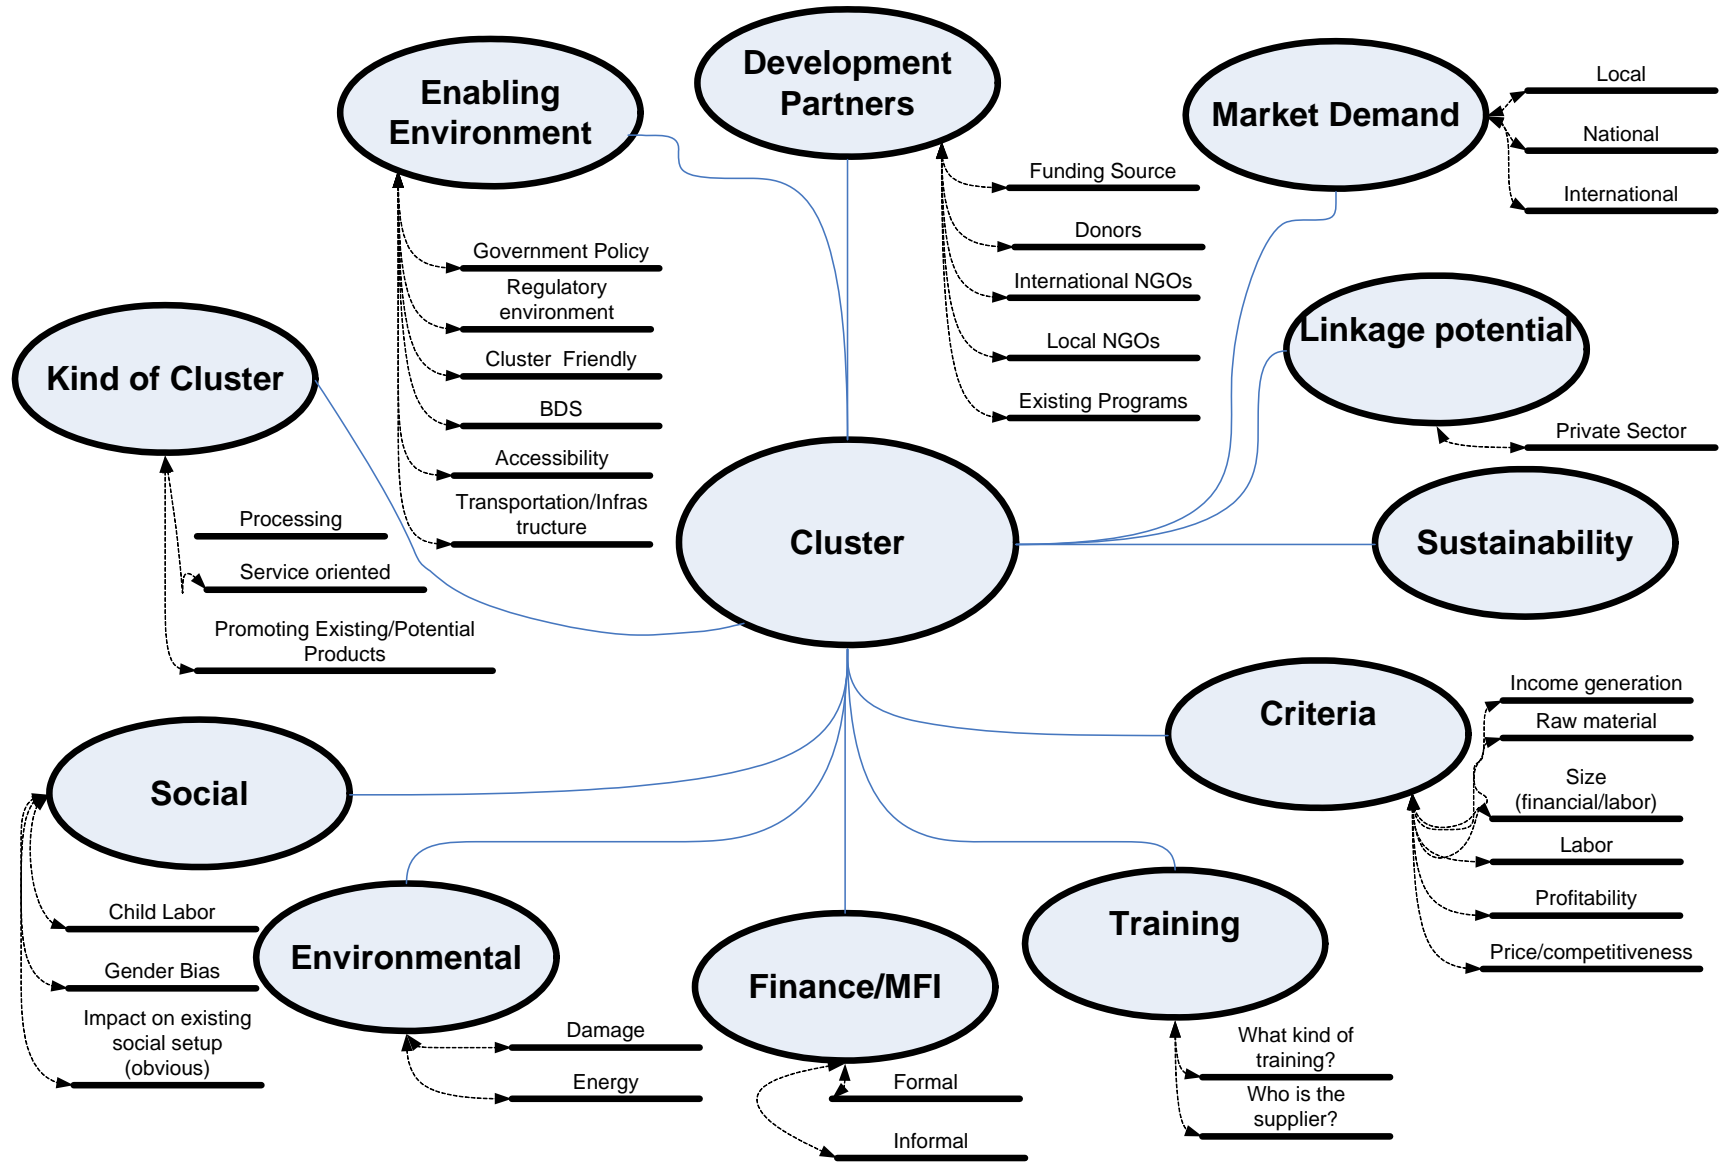 Development
Partners
Enabling
Environment
Market Demand
Local
National
International
Funding Source
Donors
International NGOs
Local NGOs
Existing Programs
Government Policy
Regulatory
environment
Cluster  Friendly
BDS
Accessibility
Transportation/Infras
tructure
Linkage potential
Private Sector
Kind of Cluster
Processing
Service oriented
Promoting Existing/Potential
Products
Cluster
Sustainability
Criteria
Income generation
Raw material
Size
(financial/labor)
Labor
Profitability
Price/competitiveness
Social
Child Labor
Gender Bias
Impact on existing
social setup
(obvious)
Environmental
Damage
Energy
Finance/MFI
Formal
Informal
Training
What kind of
training?
Who is the
supplier?